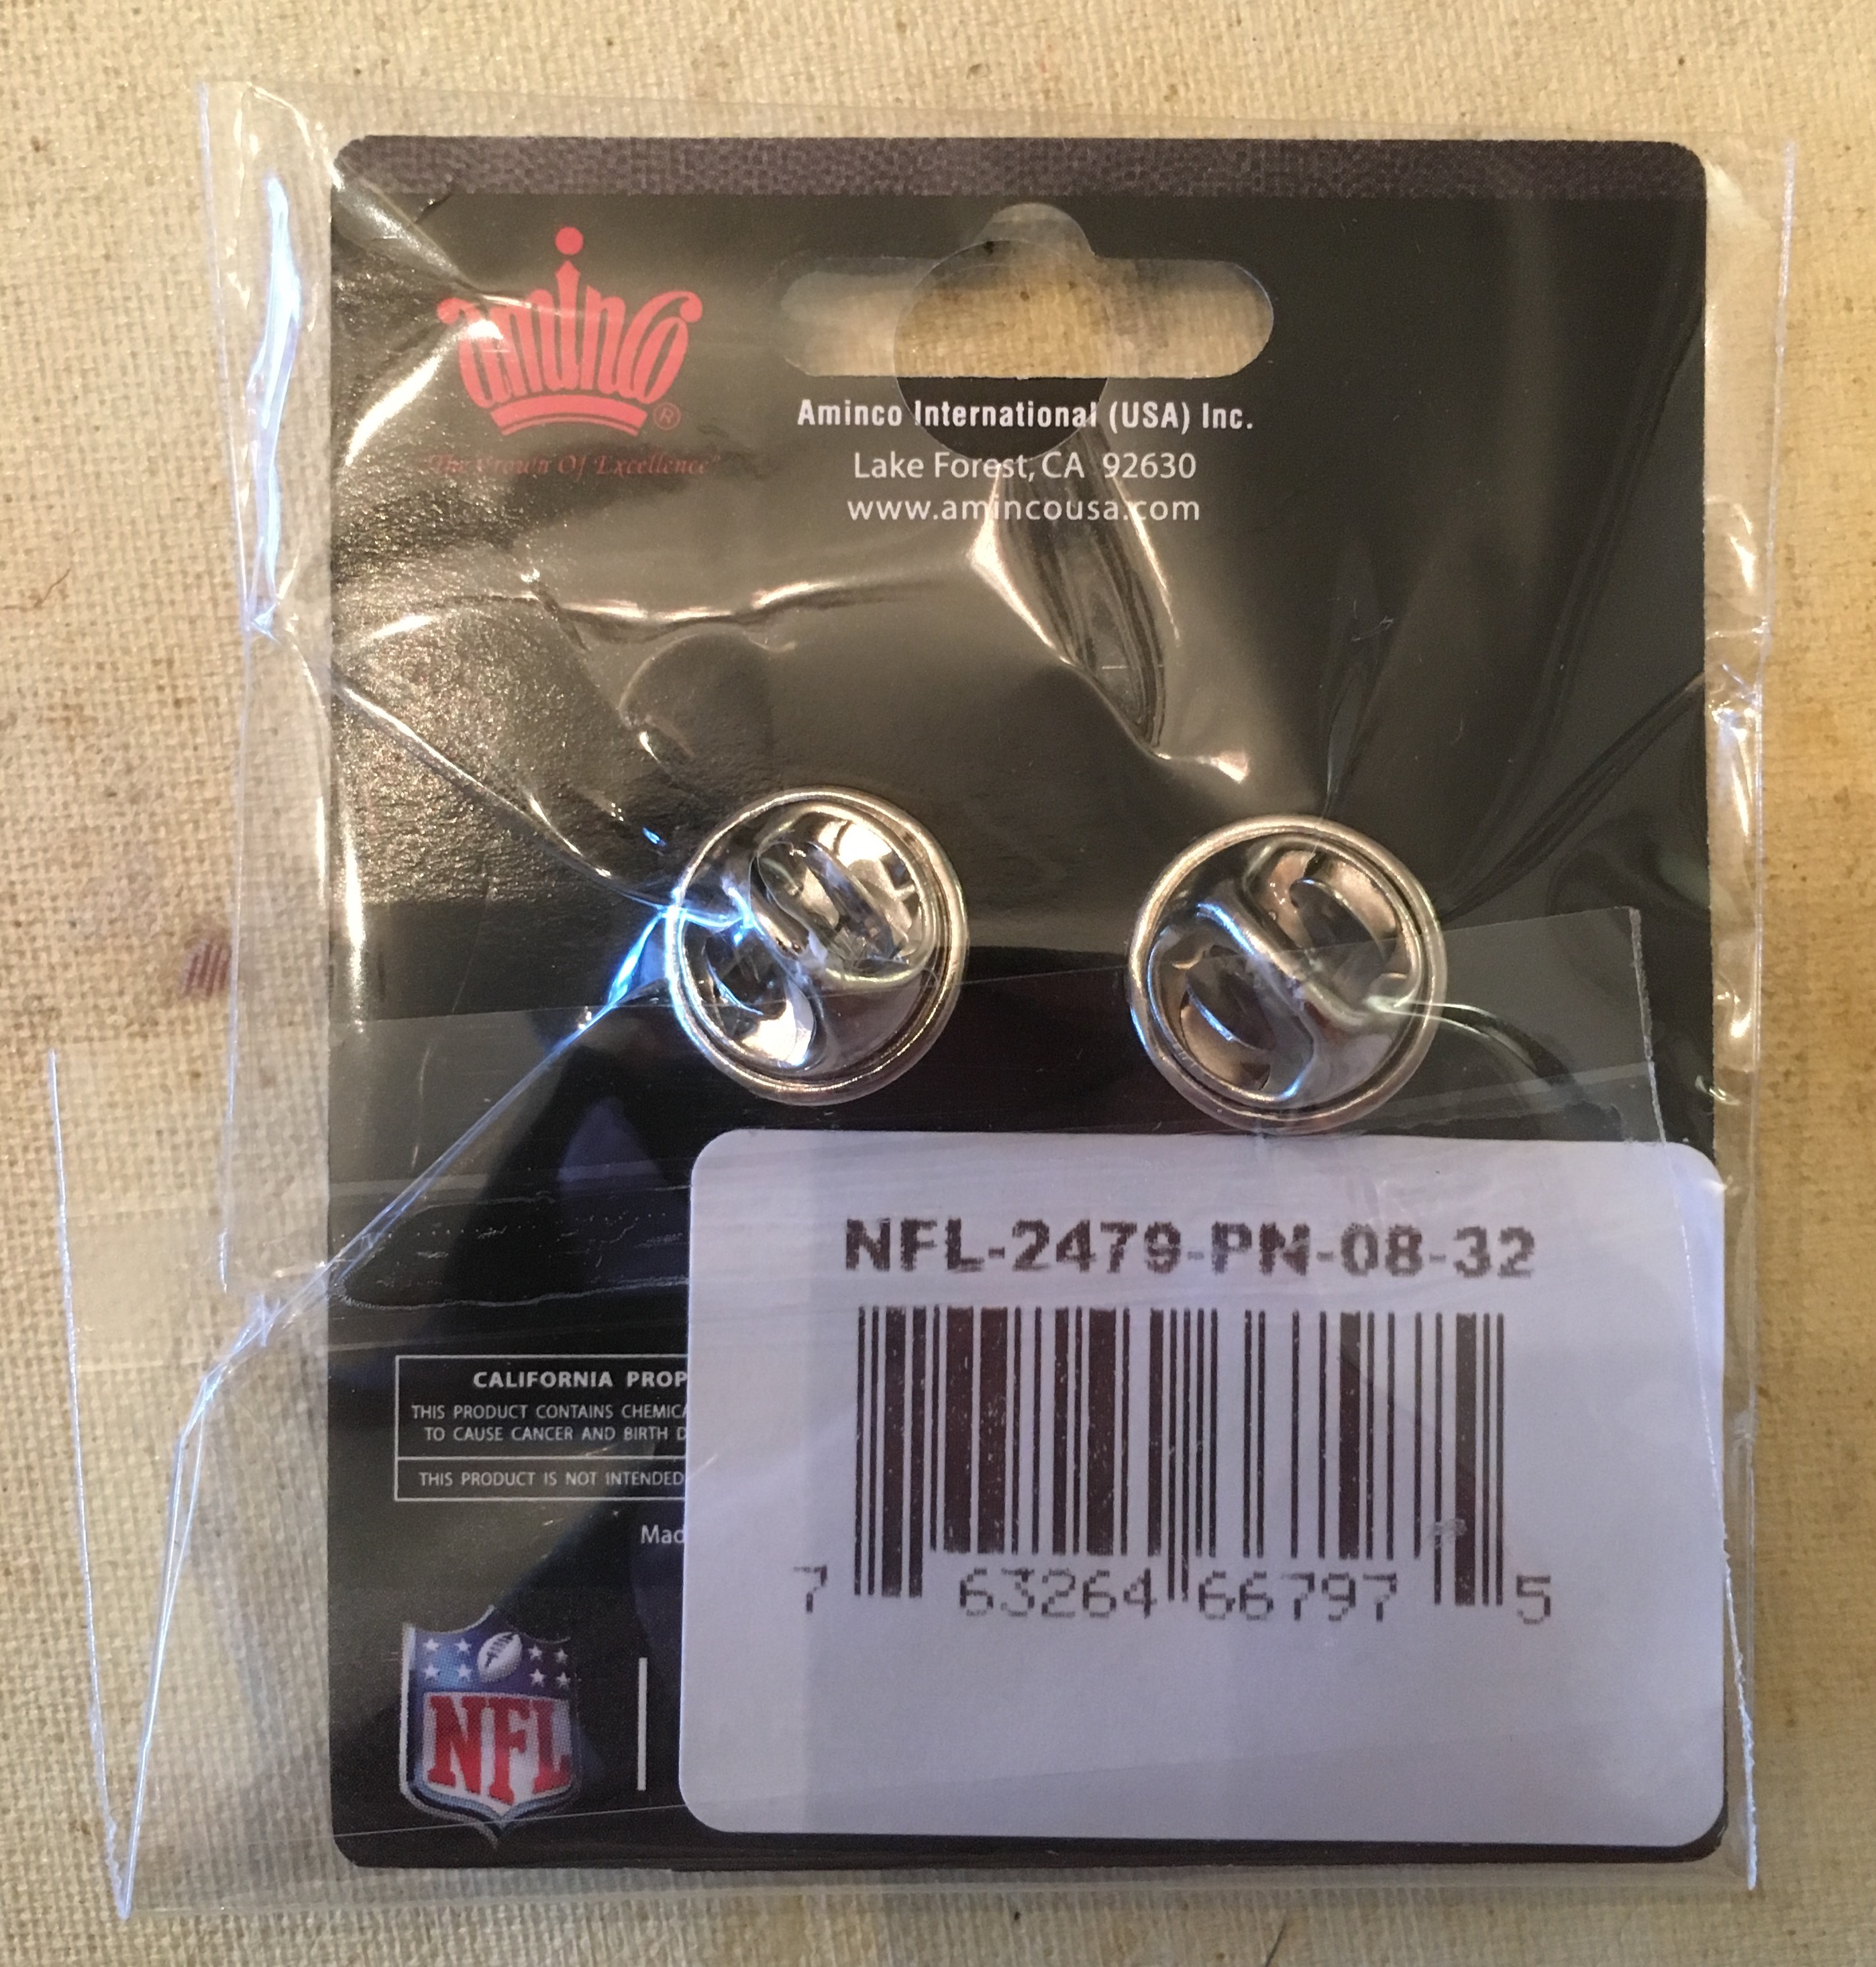 amincо
®
"The Crown Of Excellence"
Aminco International (USA) Inc.
Lake Forest, CA 92630
www.amincousa.com
NFL-2479-PN-08-32
7 63264 66797 5
CALIFORNIA PROP
THIS PRODUCT CONTAINS CHEMICA
TO CAUSE CANCER AND BIRTH D
THIS PRODUCT IS NOT INTENDED
Mad
NFL